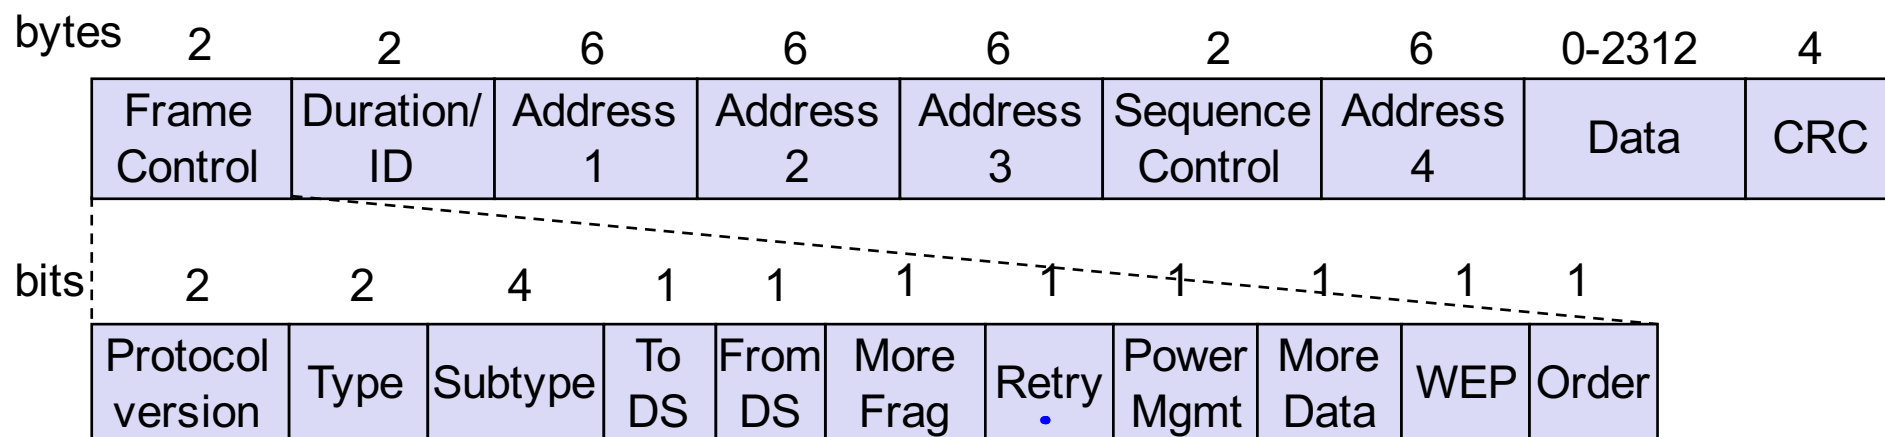 bytes 2 2 6 6 6 2 6 0-2312 4
Frame Control Duration/ ID Address 1 Address 2 Address 3 Sequence Control Address 4 Data CRC
bits 2 2 4 1 1 1 1 1 1 1 1
Protocol version Type Subtype To DS From DS More Frag Retry Power Mgmt More Data WEP Order